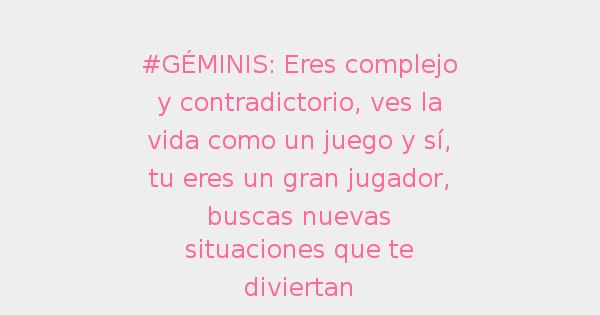 #GÉMINIS: Eres complejo
y contradictorio, ves la
vida como un juego y sí,
tu eres un gran jugador,
buscas nuevas
situaciones que te
diviertan